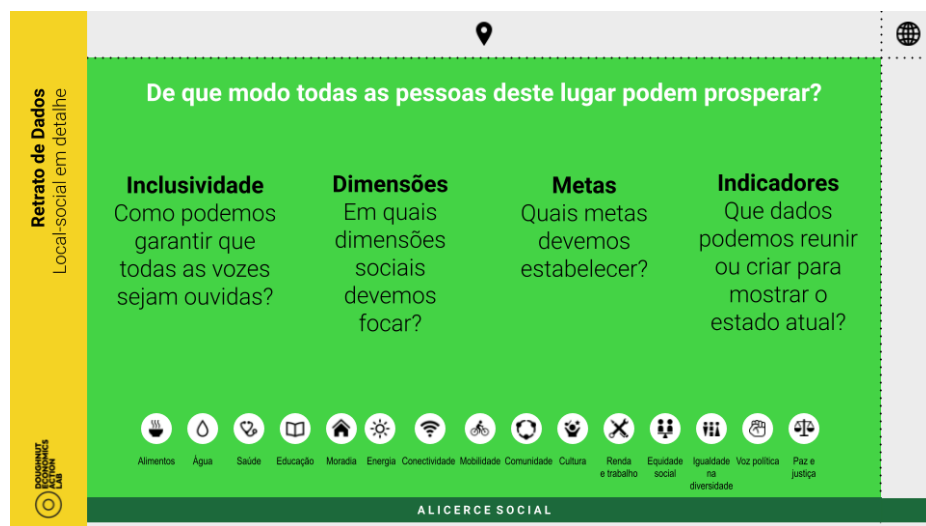 Retrato de Dados
Local-social em detalhe
De que modo todas as pessoas deste lugar podem prosperar?
Inclusividade
Como podemos
garantir que
todas as vozes
sejam ouvidas?
Dimensões
Em quais
dimensões
sociais
devemos
focar?
Metas
Quais metas
devemos
estabelecer?
Indicadores
Que dados
podemos reunir
ou criar para
mostrar o
estado atual?
Alimentos
Água
Saúde
Educação
Moradia
Energia
Conectividade
Mobilidade
Comunidade
Cultura
Renda
e trabalho
Equidade
social
Igualdade
na
diversidade
Voz política
Paz e
justiça
DOUGHNUT
ECONOMICS
ACTION
LAB
ALICERCE SOCIAL